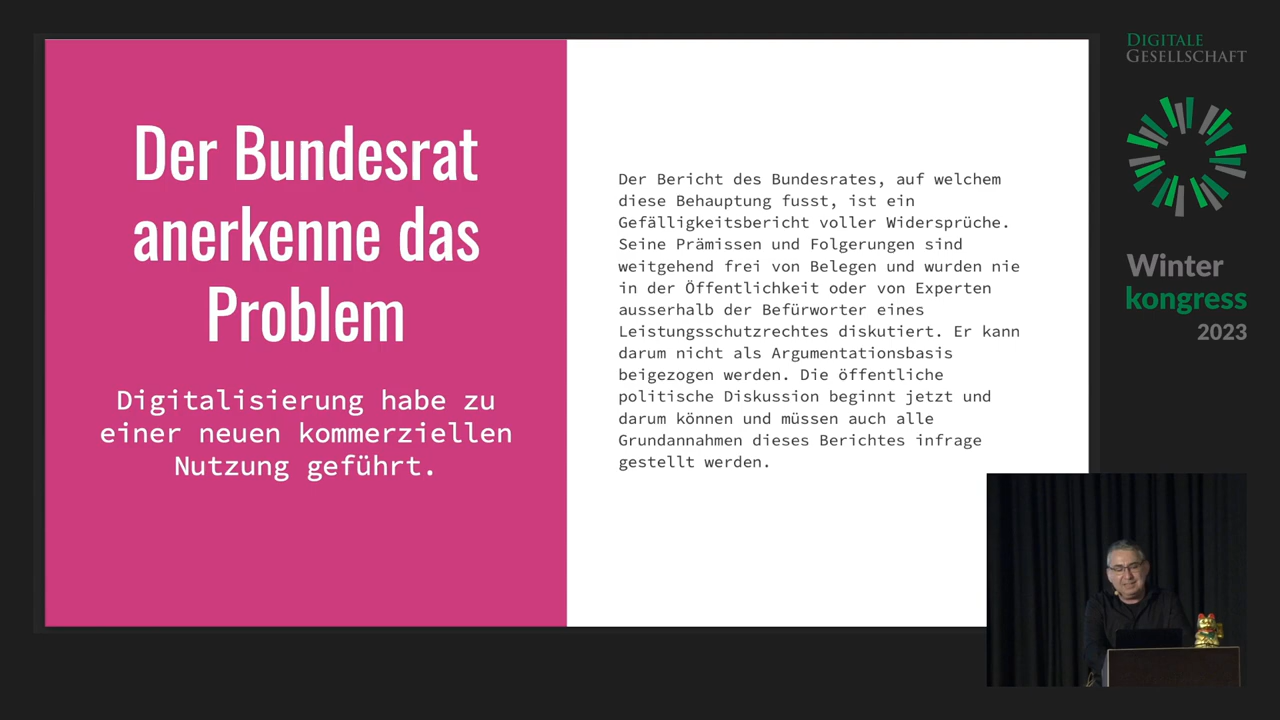 Der Bundesrat
anerkenne das
Problem
Digitalisierung habe zu
einer neuen kommerziellen
Nutzung geführt.
Der Bericht des Bundesrates, auf welchem
diese Behauptung fusst, ist ein
Gefälligkeitsbericht voller Widersprüche.
Seine Prämissen und Folgerungen sind
weitgehend frei von Belegen und wurden nie
in der Öffentlichkeit oder von Experten
ausserhalb der Befürworter eines
Leistungsschutzrechtes diskutiert. Er kann
darum nicht als Argumentationsbasis
beigezogen werden. Die öffentliche
politische Diskussion beginnt jetzt und
darum können und müssen auch alle
Grundannahmen dieses Berichtes infrage
gestellt werden.
DIGITALE
GESELLSCHAFT
Winter
kongress
2023